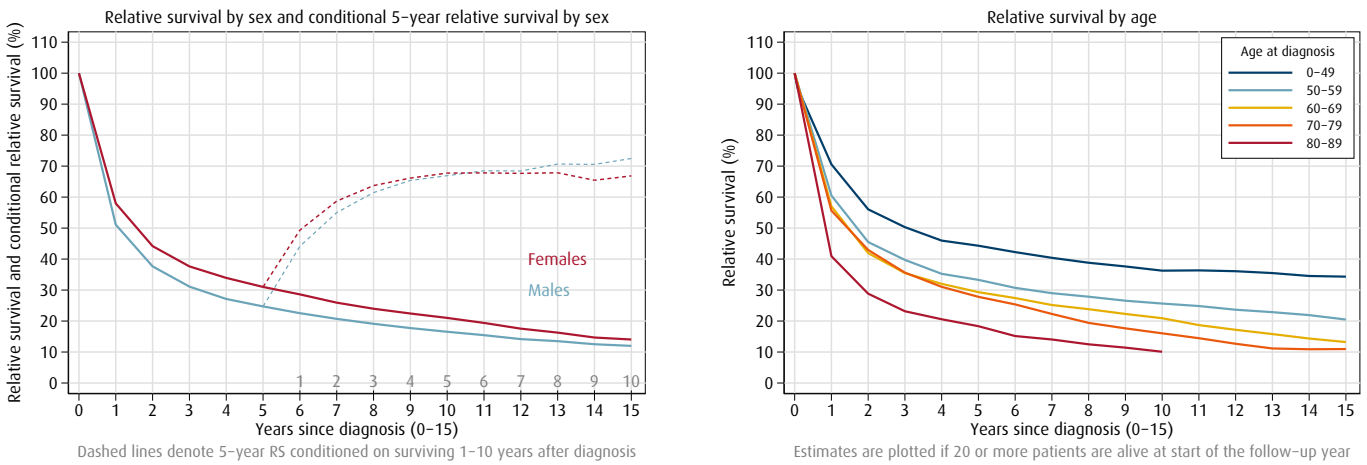 Relative survival by sex and conditional 5-year relative survival by sex
Relative survival and conditional relative survival (%)
110
100
90
80
70
60
50
40
30
20
10
0
Females
Males
1 2 3 4 5 6 7 8 9 10
0 1 2 3 4 5 6 7 8 9 10 11 12 13 14 15
Years since diagnosis (0-15)
Dashed lines denote 5-year RS conditioned on surviving 1-10 years after diagnosis
Relative survival by age
Relative survival (%)
110
100
90
80
70
60
50
40
30
20
10
0
Age at diagnosis
0-49
50-59
60-69
70-79
80-89
0 1 2 3 4 5 6 7 8 9 10 11 12 13 14 15
Years since diagnosis (0-15)
Estimates are plotted if 20 or more patients are alive at start of the follow-up year